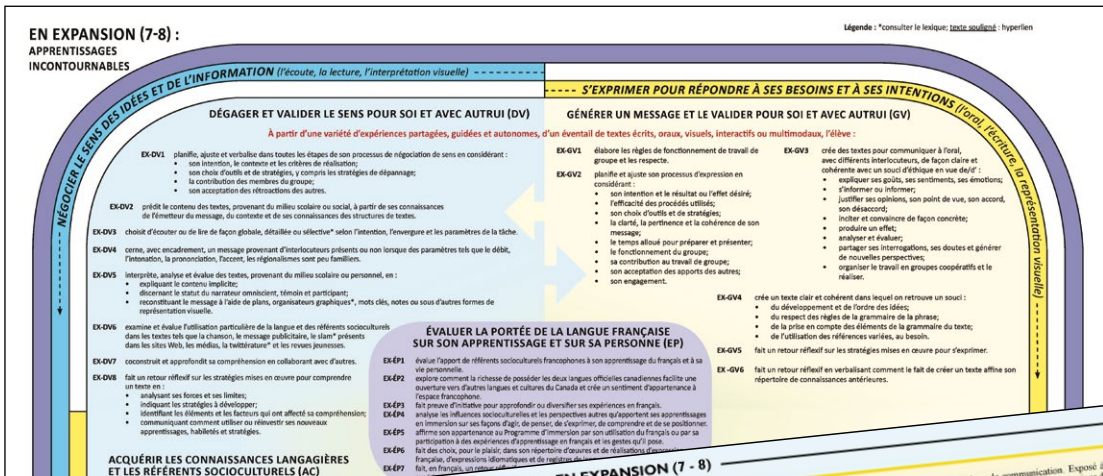 EN EXPANSION (7-8) :
APPRENTISSAGES
INCONTOURNABLES
Légende : *consulter le lexique; texte souligné : hyperlien
NÉGOCIER LE SENS DES IDÉES ET DE L'INFORMATION (l'écoute, la lecture, l'interprétation visuelle)
S'EXPRIMER POUR RÉPONDRE À SES BESOINS ET À SES INTENTIONS (l'oral, l'écriture, la représentation visuelle)
DÉGAGER ET VALIDER LE SENS POUR SOI ET AVEC AUTRUI (DV)
GÉNÉRER UN MESSAGE ET LE VALIDER POUR SOI ET AVEC AUTRUI (GV)
À partir d'une variété d'expériences partagées, guidées et autonomes, d'un éventail de textes écrits, oraux, visuels, interactifs ou multimodaux, l'élève :
EX-DV1 planifie, ajuste et verbalise dans toutes les étapes de son processus de négociation de sens en considérant :
• son intention, le contexte et les critères de réalisation;
• son choix d'outils et de stratégies, y compris les stratégies de dépannage;
• la contribution des membres du groupe;
• son acceptation des rétroactions des autres.
EX-DV2 prédit le contenu des textes, provenant du milieu scolaire ou social, à partir de ses connaissances
de l'émetteur du message, du contexte et de ses connaissances des structures de textes.
EX-DV3 choisit d'écouter ou de lire de façon globale, détaillée ou sélective* selon l'intention, l'envergure et les paramètres de la tâche.
EX-DV4 cerne, avec encadrement, un message provenant d'interlocuteurs présents ou non lorsque des paramètres tels que le débit,
l'intonation, la prononciation, l'accent, les régionalismes sont peu familiers.
EX-DV5 interprète, analyse et évalue des textes, provenant du milieu scolaire ou personnel, en :
• expliquant le contenu implicite;
• discernant le statut du narrateur omniscient, témoin et participant;
• reconstituant le message à l'aide de plans, organisateurs graphiques*, mots clés, notes ou sous d'autres formes de
représentation visuelle.
EX-DV6 examine et évalue l'utilisation particulière de la langue et des référents socioculturels
dans les textes tels que la chanson, le message publicitaire, le slam* présents
dans les sites Web, les médias, la twittérature* et les revues jeunesses.
EX-DV7 coconstruit et approfondit sa compréhension en collaborant avec d'autres.
EX-DV8 fait un retour réflexif sur les stratégies mises en œuvre pour comprendre
un texte en :
• analysant ses forces et ses limites;
• indiquant les stratégies à développer;
• identifiant les éléments et les facteurs qui ont affecté sa compréhension;
• communiquant comment utiliser ou réinvestir ses nouveaux
apprentissages, habiletés et stratégies.
ACQUÉRIR LES CONNAISSANCES LANGAGIÈRES
ET LES RÉFÉRENTS SOCIOCULTURELS (AC)
EX-GV1 élabore les règles de fonctionnement de travail de
groupe et les respecte.
EX-GV2 planifie et ajuste son processus d'expression en
considérant :
• son intention et le résultat ou l'effet désiré;
• l'efficacité des procédés utilisés;
• son choix d'outils et de stratégies;
• la clarté, la pertinence et la cohérence de son
message;
• le temps alloué pour préparer et présenter;
• le fonctionnement du groupe;
• sa contribution au travail de groupe;
• son acceptation des apports des autres;
• son engagement.
EX-GV3 crée des textes pour communiquer à l'oral,
avec différents interlocuteurs, de façon claire et
cohérente avec un souci d'éthique en vue de/d' :
• expliquer ses goûts, ses sentiments, ses émotions;
• s'informer ou informer;
• justifier ses opinions, son point de vue, son accord,
son désaccord;
• inciter et convaincre de façon concrète;
• produire un effet;
• analyser et évaluer;
• partager ses interrogations, ses doutes et générer
de nouvelles perspectives;
• organiser le travail en groupes coopératifs et le
réaliser.
EX-GV4 crée un texte clair et cohérent dans lequel on retrouve un souci :
• du développement et de l'ordre des idées;
• du respect des règles de la grammaire de la phrase;
• de la prise en compte des éléments de la grammaire du texte;
• de l'utilisation des références variées, au besoin.
EX-GV5 fait un retour réflexif sur les stratégies mises en œuvre pour s'exprimer.
EX -GV6 fait un retour réflexif en verbalisant comment le fait de créer un texte affine son
répertoire de connaissances antérieures.
ÉVALUER LA PORTÉE DE LA LANGUE FRANÇAISE
SUR SON APPRENTISSAGE ET SUR SA PERSONNE (EP)
EX-ÉP1 évalue l'apport de référents socioculturels francophones à son apprentissage du français et à sa
vie personnelle.
EX-ÉP2 explore comment la richesse de posséder les deux langues officielles canadiennes facilite une
ouverture vers d'autres langues et cultures du Canada et crée un sentiment d'appartenance à
l'espace francophone.
EX-ÉP3 fait preuve d'initiative pour approfondir ou diversifier ses expériences en français.
EX-ÉP4 analyse les influences socioculturelles et les perspectives autres qu'apportent ses apprentissages
en immersion sur ses façons d'agir, de penser, de s'exprimer, de comprendre et de se positionner.
EX-ÉP5 affirme son appartenance au Programme d'immersion par son utilisation du français ou par sa
participation à des expériences d'apprentissage en français et les gestes qu'il pose.
EX-ÉP6 fait des choix, pour le plaisir, dans son répertoire d'œuvres et de réalisations
française, d'expressions idiomatiques et de registres de
EX-ÉP7 fait, en français, un retour
EN EXPANSION (7 - 8)
communication. Exposé